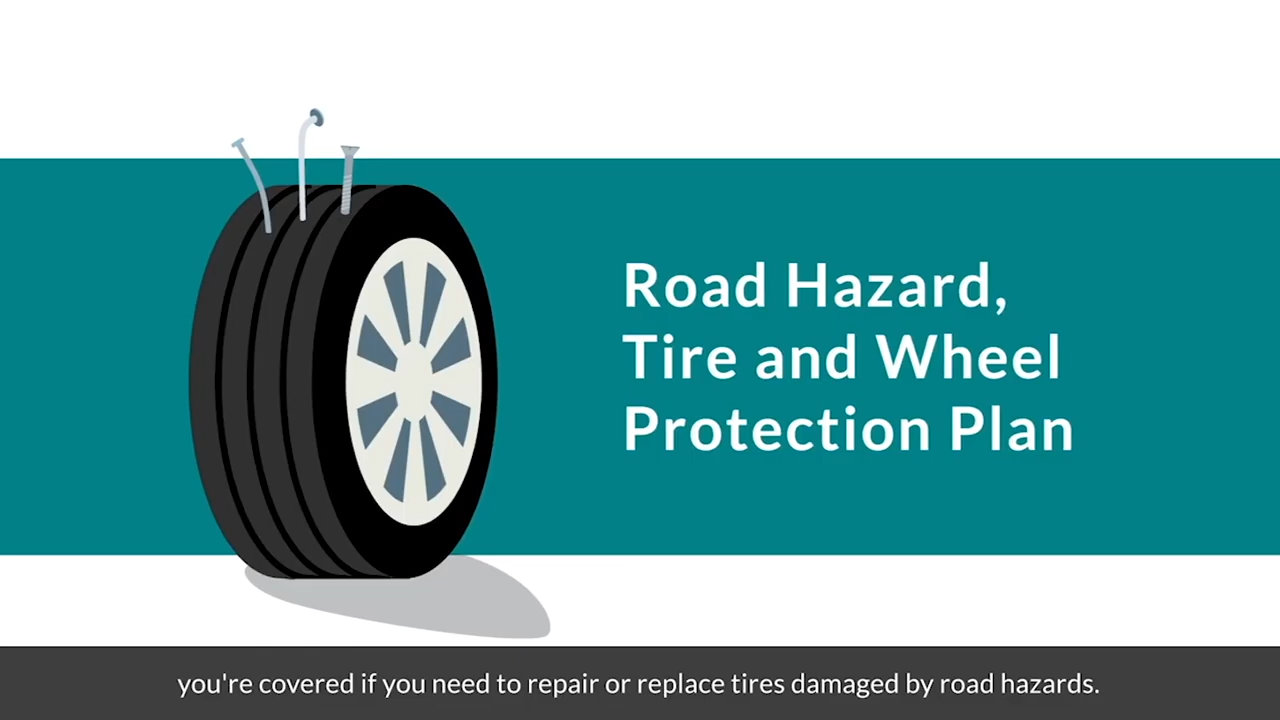 Road Hazard,
Tire and Wheel
Protection Plan
you're covered if you need to repair or replace tires damaged by road hazards.